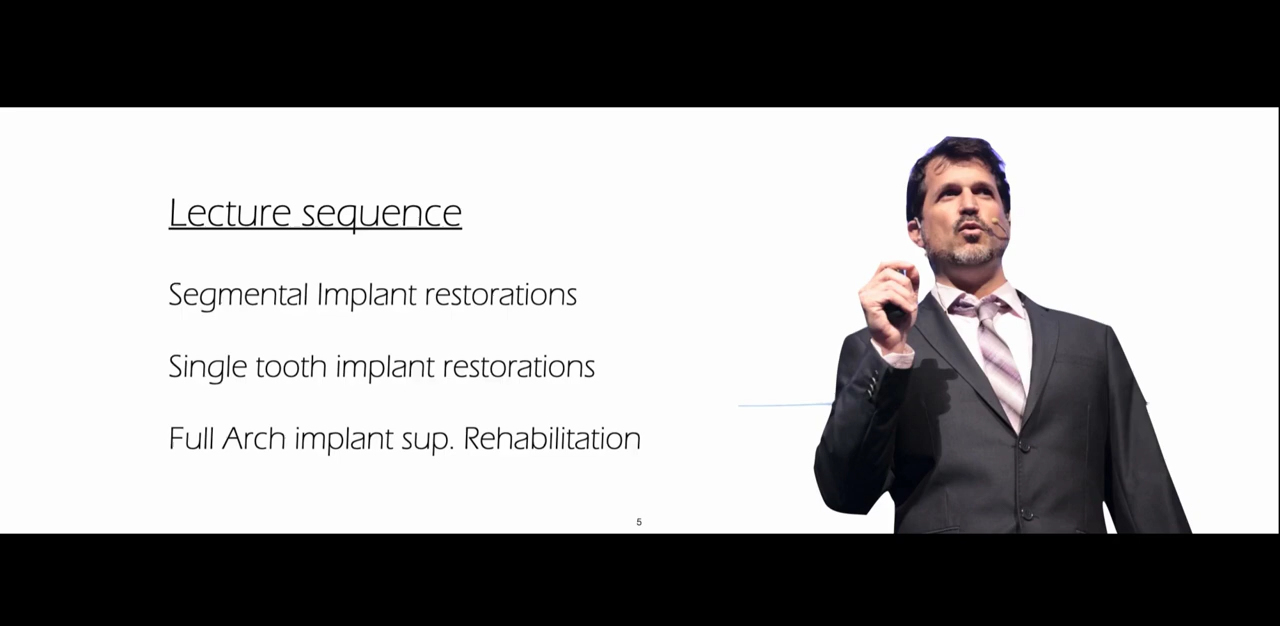 Lecture sequence
Segmental Implant restorations
Single tooth implant restorations
Full Arch implant sup. Rehabilitation
5